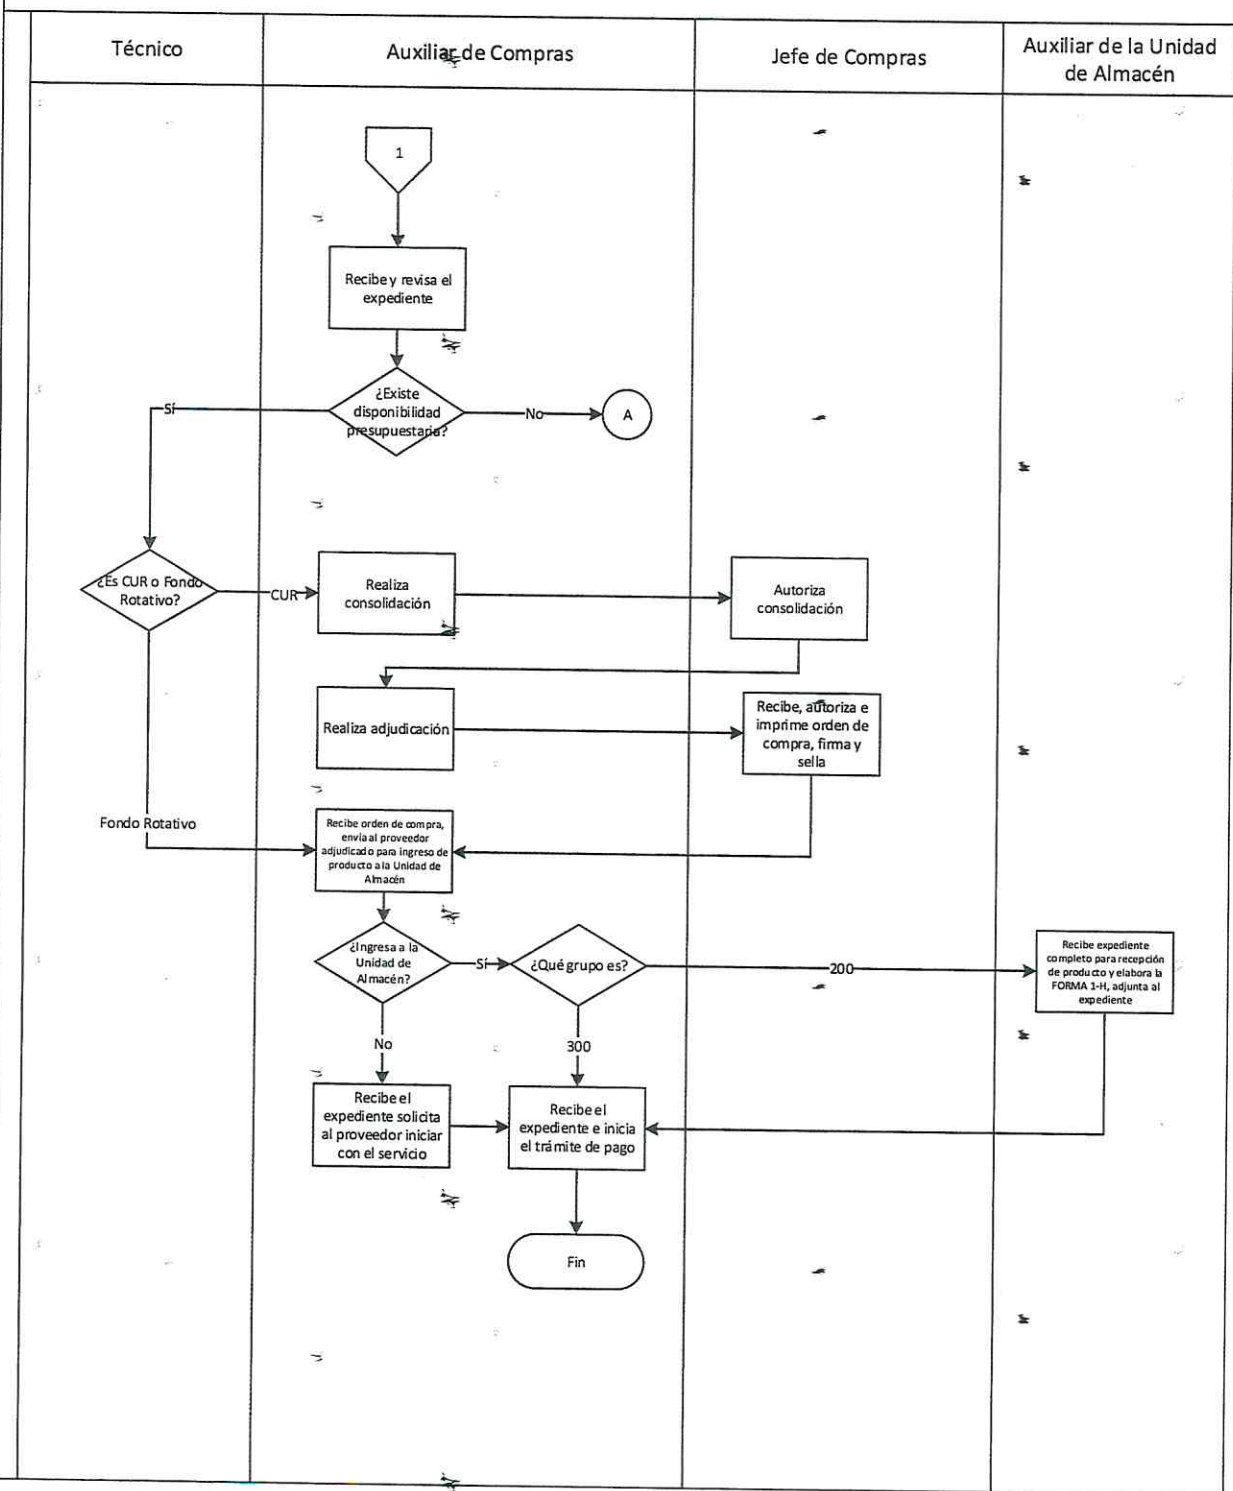 Técnico
Auxiliar de Compras
Jefe de Compras
Auxiliar de la Unidad
de Almacén
1
Recibe y revisa el
expediente
¿Existe
disponibilidad
presupuestaria?
Sí
No
A
¿Es CUR o Fondo
Rotativo?
CUR
Realiza
consolidación
Autoriza
consolidación
Realiza adjudicación
Recibe, autoriza e
imprime orden de
compra, firma y
sella
Fondo Rotativo
Recibe orden de compra,
envía al proveedor
adjudicado para ingreso de
producto a la Unidad de
Almacén
¿Ingresa a la
Unidad de
Almacén?
Sí
¿Qué grupo es?
200
Recibe expediente
completo para recepción
de producto y elabora la
FORMA 1-H, adjunta al
expediente
No
300
Recibe el
expediente solicita
al proveedor iniciar
con el servicio
Recibe el
expediente e inicia
el trámite de pago
Fin